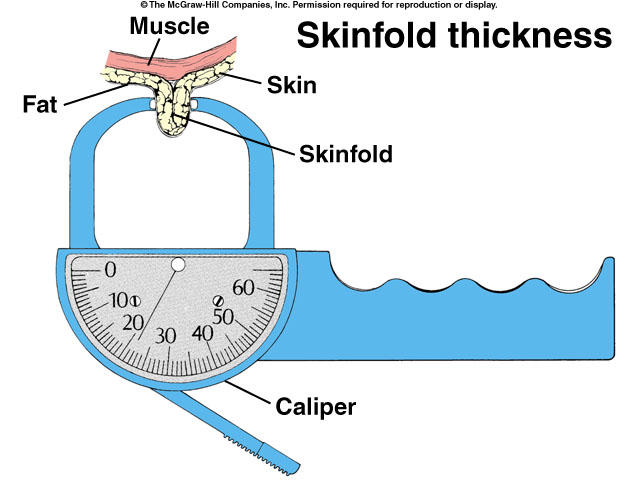 © The McGraw-Hill Companies, Inc. Permission required for reproduction or display.
Skinfold thickness
Muscle
Skin
Fat
Skinfold
0
10
20
30
40
50
60
Caliper